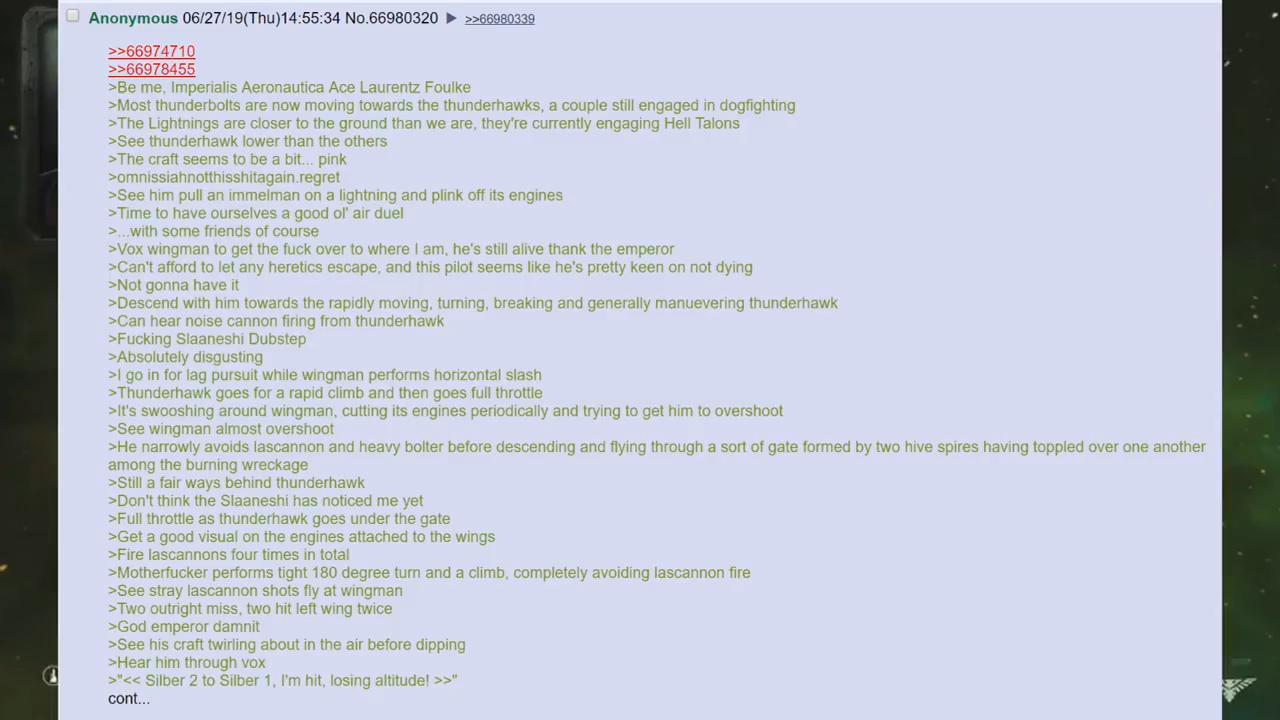 Anonymous 06/27/19(Thu)14:55:34 No.66980320 ▶ >>66980339
>>66974710
>>66978455
>Be me, Imperialis Aeronautica Ace Laurentz Foulke
>Most thunderbolts are now moving towards the thunderhawks, a couple still engaged in dogfighting
>The Lightnings are closer to the ground than we are, they're currently engaging Hell Talons
>See thunderhawk lower than the others
>The craft seems to be a bit... pink
>omnissiahnotthisshitagain.regret
>See him pull an immelman on a lightning and plink off its engines
>Time to have ourselves a good ol' air duel
>...with some friends of course
>Vox wingman to get the fuck over to where I am, he's still alive thank the emperor
>Can't afford to let any heretics escape, and this pilot seems like he's pretty keen on not dying
>Not gonna have it
>Descend with him towards the rapidly moving, turning, breaking and generally manuevering thunderhawk
>Can hear noise cannon firing from thunderhawk
>Fucking Slaaneshi Dubstep
>Absolutely disgusting
>I go in for lag pursuit while wingman performs horizontal slash
>Thunderhawk goes for a rapid climb and then goes full throttle
>It's swooshing around wingman, cutting its engines periodically and trying to get him to overshoot
>See wingman almost overshoot
>He narrowly avoids lascannon and heavy bolter before descending and flying through a sort of gate formed by two hive spires having toppled over one another
among the burning wreckage
>Still a fair ways behind thunderhawk
>Don't think the Slaaneshi has noticed me yet
>Full throttle as thunderhawk goes under the gate
>Get a good visual on the engines attached to the wings
>Fire lascannons four times in total
>Motherfucker performs tight 180 degree turn and a climb, completely avoiding lascannon fire
>See stray lascannon shots fly at wingman
>Two outright miss, two hit left wing twice
>God emperor damnit
>See his craft twirling about in the air before dipping
>Hear him through vox
>"<< Silber 2 to Silber 1, I'm hit, losing altitude! >>"
cont...